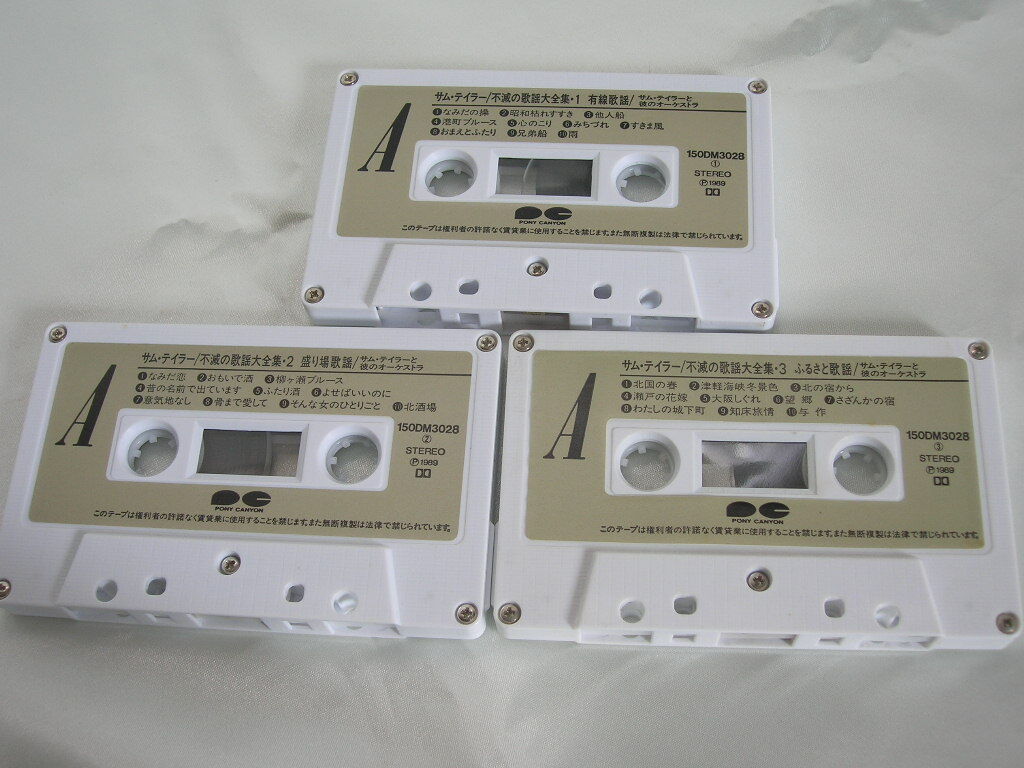 サム・テイラー/不滅の歌謡大全集・1 有線歌謡/サム・テイラーと彼のオーケストラ
❶なみだの操 ❷昭和枯れすすき ❸他人船
❹港町ブルース ❺心のこり ❻みちづれ ❼すきま風
❽おまえとふたり ❾兄弟船 ❿雨
A
150DM3028
①
STEREO
Ⓟ1989
PONY CANYON
このテープは権利者の許諾なく賃貸業に使用することを禁じます。また無断複製は法律で禁じられています。
サム・テイラー/不滅の歌謡大全集・2 盛り場歌謡/サム・テイラーと彼のオーケストラ
❶なみだ恋 ❷おもいで酒 ❸柳ヶ瀬ブルース
❹昔の名前で出ています ❺ふたり酒 ❻よせばいいのに
❼意気地なし ❽骨まで愛して ❾そんな女のひとりごと ❿北酒場
A
150DM3028
②
STEREO
Ⓟ1989
PONY CANYON
このテープは権利者の許諾なく賃貸業に使用することを禁じます。また無断複製は法律で禁じられています。
サム・テイラー/不滅の歌謡大全集・3 ふるさと歌謡/サム・テイラーと彼のオーケストラ
❶北国の春 ❷津軽海峡冬景色 ❸北の宿から
❹瀬戸の花嫁 ❺大阪しぐれ ❻望郷 ❼さざんかの宿
❽わたしの城下町 ❾知床旅情 ❿与作
A
150DM3028
③
STEREO
Ⓟ1989
PONY CANYON
このテープは権利者の許諾なく賃貸業に使用することを禁じます。また無断複製は法律で禁じられています。